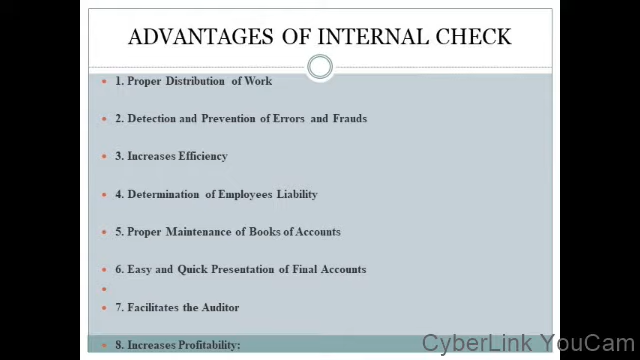 ADVANTAGES OF INTERNAL CHECK
1. Proper Distribution of Work
2. Detection and Prevention of Errors and Frauds
3. Increases Efficiency
4. Determination of Employees Liability
5. Proper Maintenance of Books of Accounts
6. Easy and Quick Presentation of Final Accounts
7. Facilitates the Auditor
8. Increases Profitability:
CyberLink YouCam